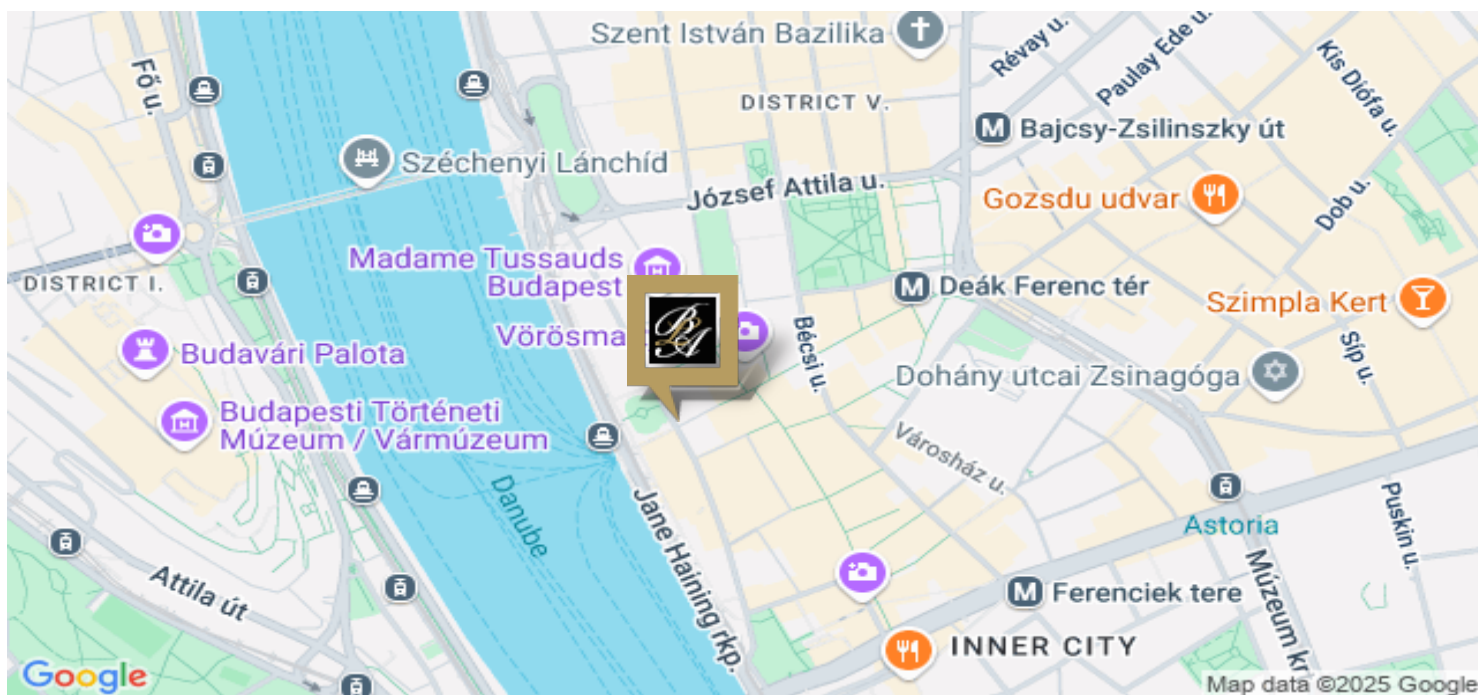 Szent István Bazilika
Révay u.
Paulay Ede u.
Kis Diófa u.
Fő u.
DISTRICT V.
M Bajcsy-Zsilinszky út
Széchenyi Lánchíd
József Attila u.
Gozsdu udvar
Dob u.
Madame Tussauds
Budapest
DISTRICT I.
M Deák Ferenc tér
Szimpla Kert
Vörösma
Bécsi u.
Síp u.
Budavári Palota
Dohány utcai Zsinagóga
Budapesti Történeti
Múzeum / Vármúzeum
Városház u.
Danube
Jane Haining rkp.
Puskin u.
Astoria
Attila út
M Ferenciek tere
Múzeum kr
INNER CITY
Google
Map data ©2025 Google